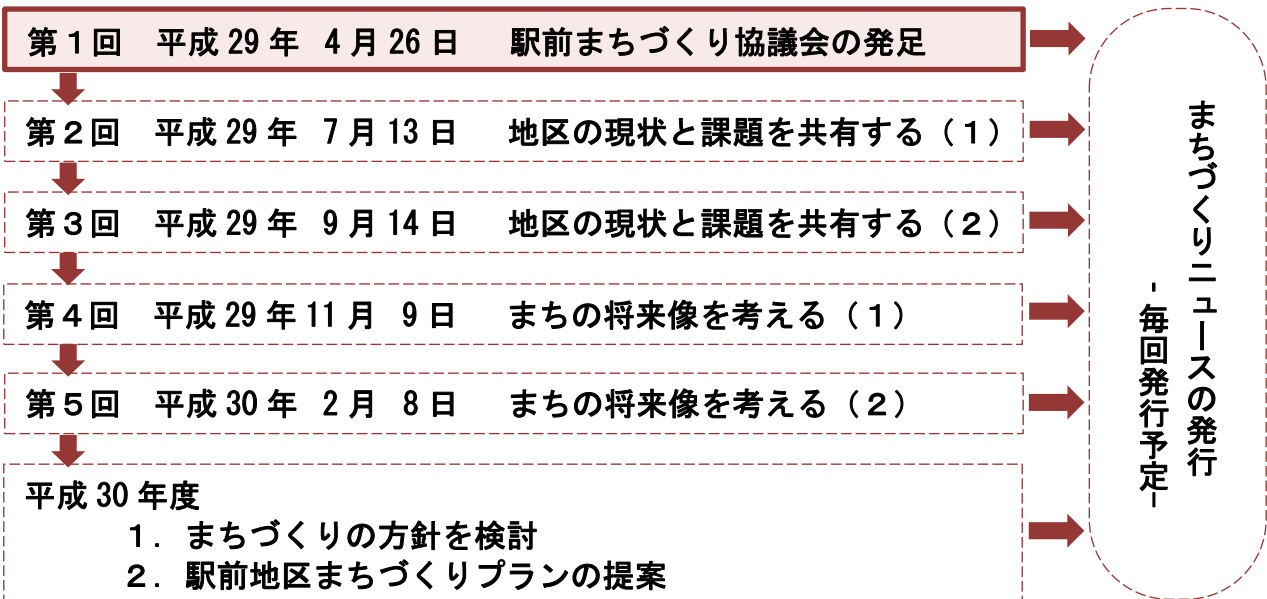 第１回　平成 29 年　4 月 26 日　駅前まちづくり協議会の発足
第２回　平成 29 年　7 月 13 日　地区の現状と課題を共有する（１）
第３回　平成 29 年　9 月 14 日　地区の現状と課題を共有する（２）
第４回　平成 29 年 11 月　9 日　まちの将来像を考える（１）
第５回　平成 30 年　2 月　8 日　まちの将来像を考える（２）
平成 30 年度
１．まちづくりの方針を検討
２．駅前地区まちづくりプランの提案
まちづくりニュースの発行
-毎回発行予定-